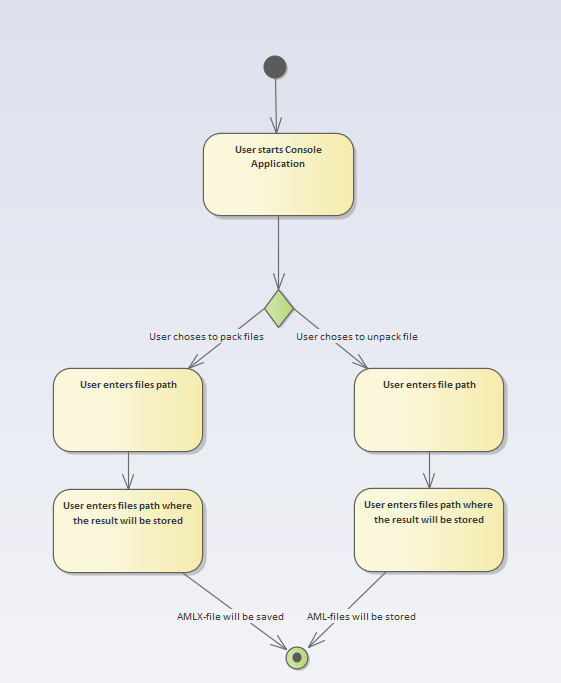 User starts Console
Application
User choses to pack files
User choses to unpack file
User enters files path
User enters file path
User enters files path where
the result will be stored
User enters files path where
the result will be stored
AMLX-file will be saved
AML-files will be stored